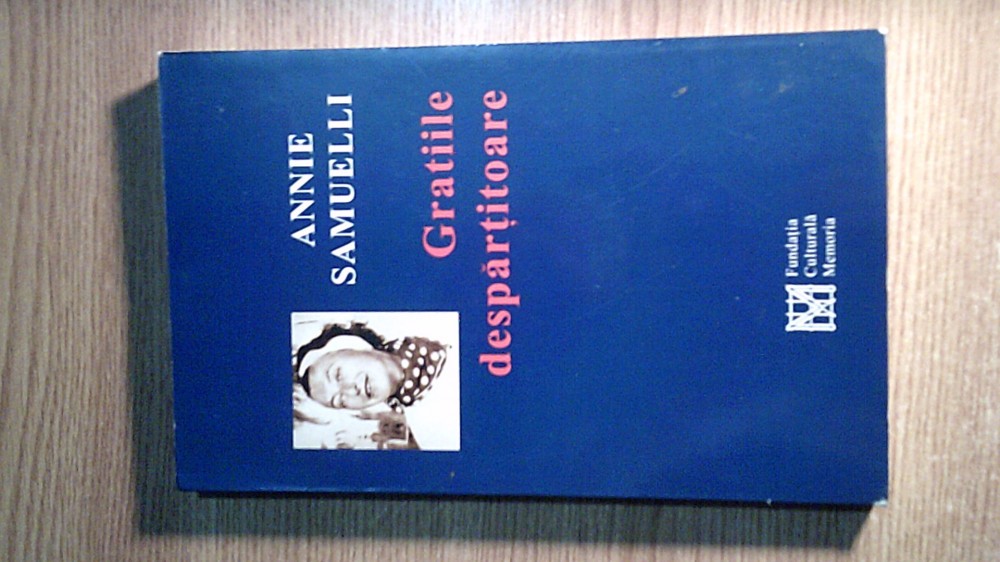 ANNIE
SAMUELLI
Gratiile
despărțitoare
Fundația
Culturală
Memoria